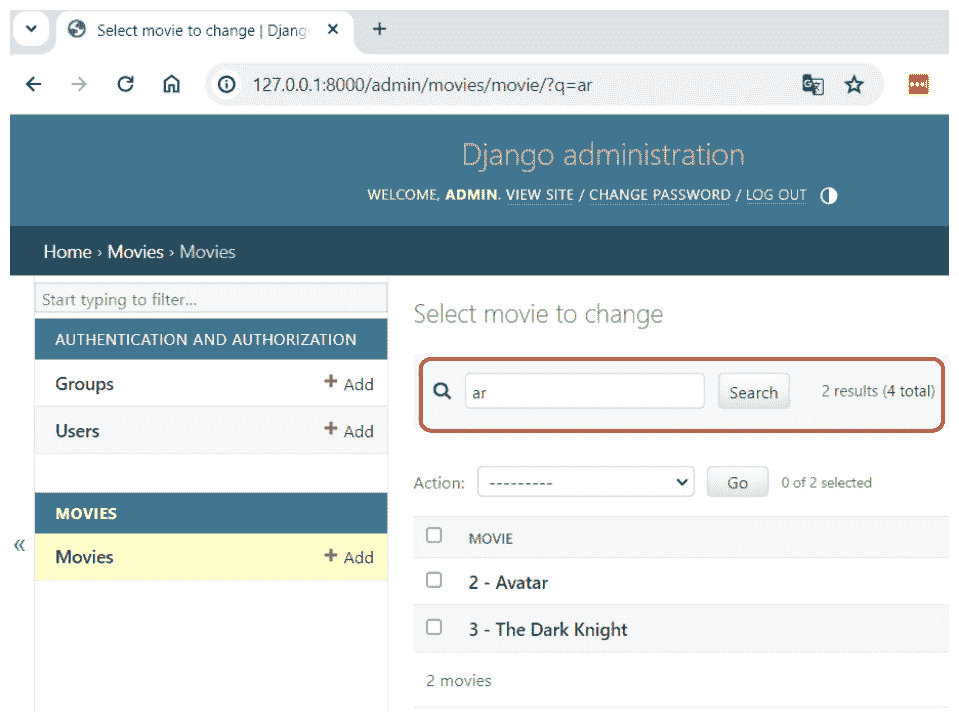 Select movie to change | Djang
127.0.0.1:8000/admin/movies/movie/?q=ar
Django administration
WELCOME, ADMIN. VIEW SITE / CHANGE PASSWORD / LOG OUT
Home › Movies › Movies
Start typing to filter...
AUTHENTICATION AND AUTHORIZATION
Groups + Add
Users + Add
MOVIES
«
Movies + Add
Select movie to change
ar Search 2 results (4 total)
Action: --------- Go 0 of 2 selected
MOVIE
2 - Avatar
3 - The Dark Knight
2 movies